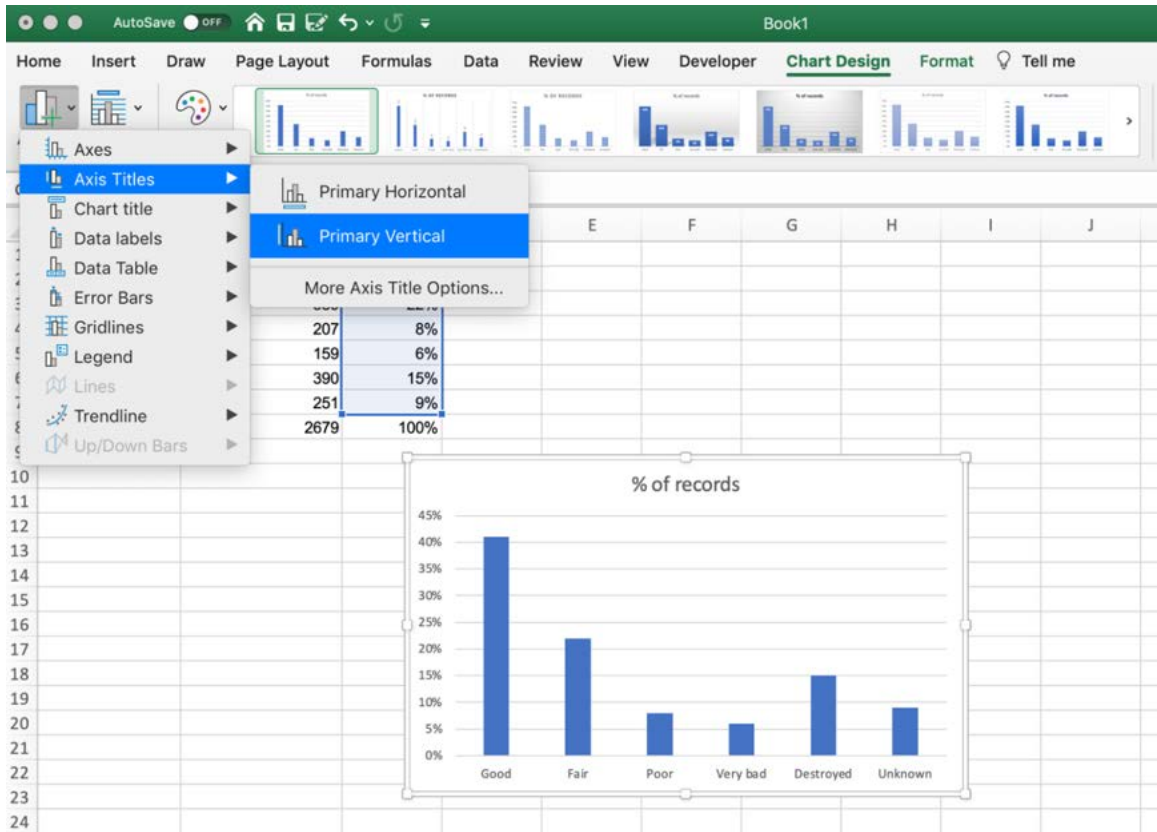 AutoSave OFF Book1
Home Insert Draw Page Layout Formulas Data Review View Developer Chart Design Format Tell me
Axes
Axis Titles
Chart title
Data labels
Data Table
Error Bars
Gridlines
Legend
Lines
Trendline
Up/Down Bars
Primary Horizontal
Primary Vertical
More Axis Title Options...
E F G H I J
207 8%
159 6%
390 15%
251 9%
2679 100%
10
11
12
13
14
15
16
17
18
19
20
21
22
23
24
% of records
45%
40%
35%
30%
25%
20%
15%
10%
5%
0%
Good Fair Poor Very bad Destroyed Unknown